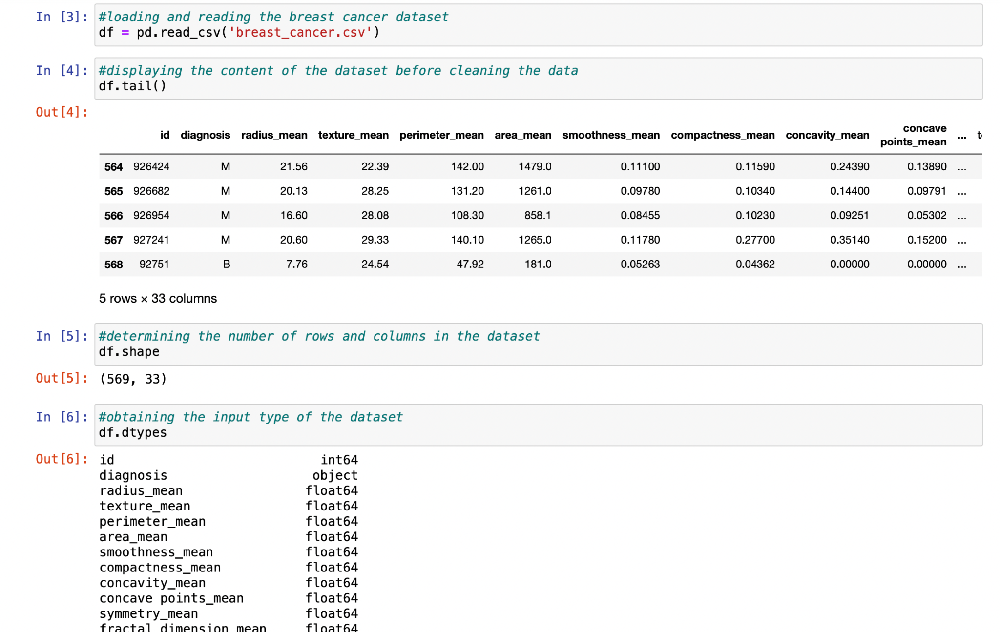 In [3]: #loading and reading the breast cancer dataset
df = pd.read_csv('breast_cancer.csv')
In [4]: #displaying the content of the dataset before cleaning the data
df.tail()
Out[4]:
id diagnosis radius_mean texture_mean perimeter_mean area_mean smoothness_mean compactness_mean concavity_mean concave points_mean ...
564 926424 M 21.56 22.39 142.00 1479.0 0.11100 0.11590 0.24390 0.13890 ...
565 926682 M 20.13 28.25 131.20 1261.0 0.09780 0.10340 0.14400 0.09791 ...
566 926954 M 16.60 28.08 108.30 858.1 0.08455 0.10230 0.09251 0.05302 ...
567 927241 M 20.60 29.33 140.10 1265.0 0.11780 0.27700 0.35140 0.15200 ...
568 92751 B 7.76 24.54 47.92 181.0 0.05263 0.04362 0.00000 0.00000 ...
5 rows × 33 columns
In [5]: #determining the number of rows and columns in the dataset
df.shape
Out[5]: (569, 33)
In [6]: #obtaining the input type of the dataset
df.dtypes
Out[6]: id int64
diagnosis object
radius_mean float64
texture_mean float64
perimeter_mean float64
area_mean float64
smoothness_mean float64
compactness_mean float64
concavity_mean float64
concave points_mean float64
symmetry_mean float64
fractal_dimension_mean float64